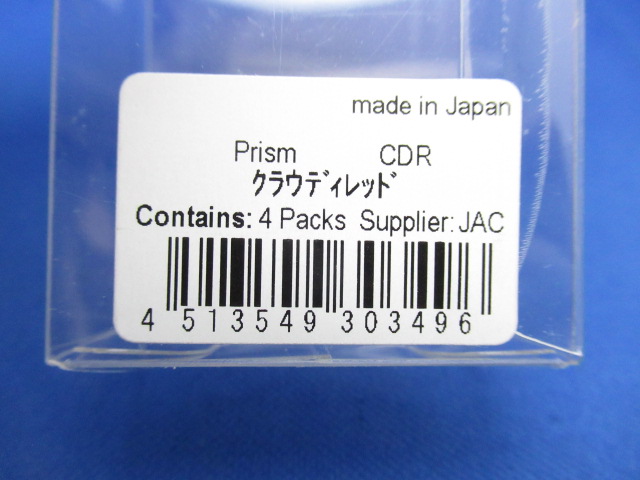 made in Japan
Prism CDR
ｸﾗｳﾃﾞｨﾚｯﾄﾞ
Contains: 4 Packs Supplier: JAC
4 513549 303496